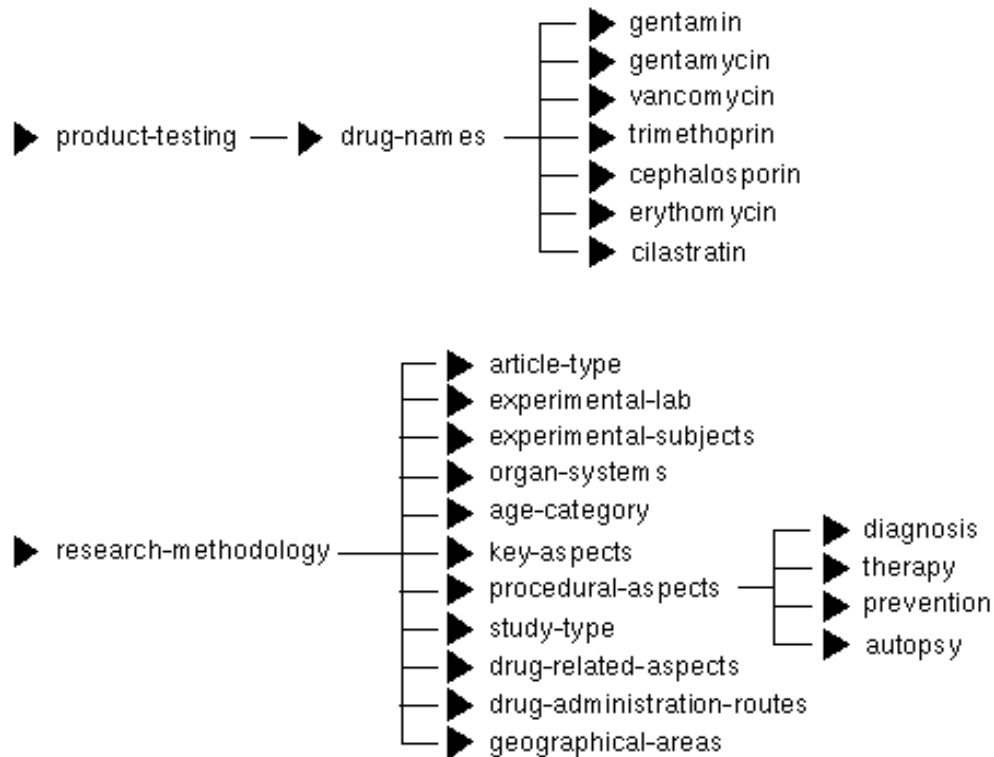 gentamin
gentamycin
vancomycin
product-testing
drug-names
trimethoprin
cephalosporin
erythomycin
cilastratin
article-type
experimental-lab
experimental-subjects
organ-systems
age-category
research-methodology
key-aspects
procedural-aspects
diagnosis
therapy
prevention
autopsy
study-type
drug-related-aspects
drug-administration-routes
geographical-areas